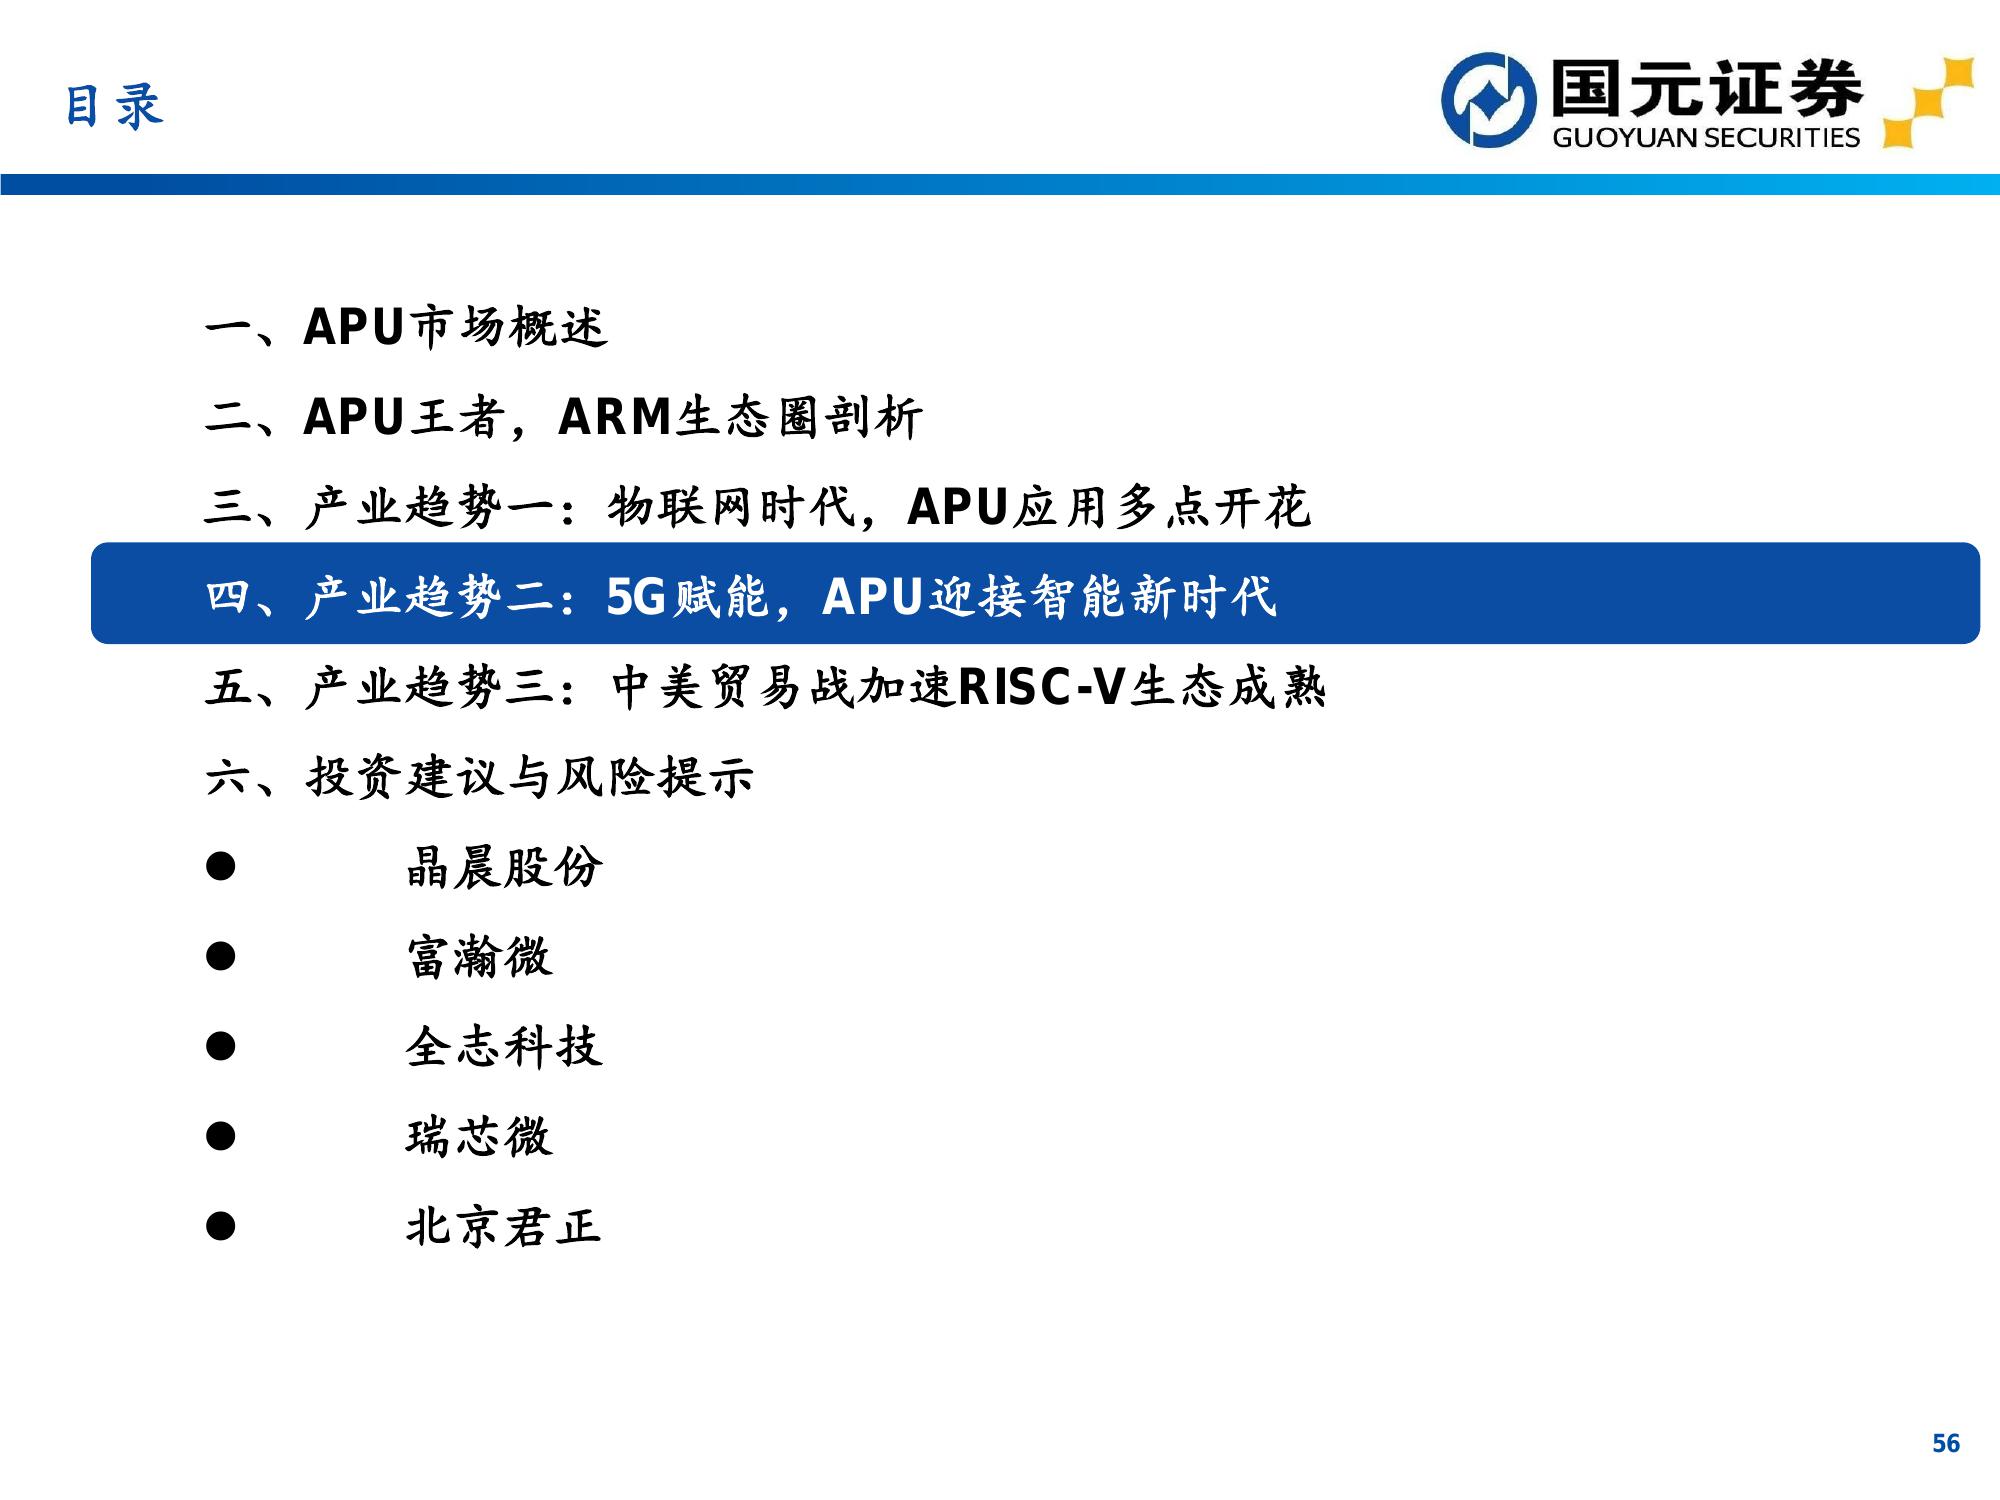 目录
国元证券
GUOYUAN SECURITIES
一、APU市场概述
二、APU王者，ARM生态圈剖析
三、产业趋势一：物联网时代，APU应用多点开花
四、产业趋势二：5G赋能，APU迎接智能新时代
五、产业趋势三：中美贸易战加速RISC-V生态成熟
六、投资建议与风险提示
● 晶晨股份
● 富瀚微
● 全志科技
● 瑞芯微
● 北京君正
56